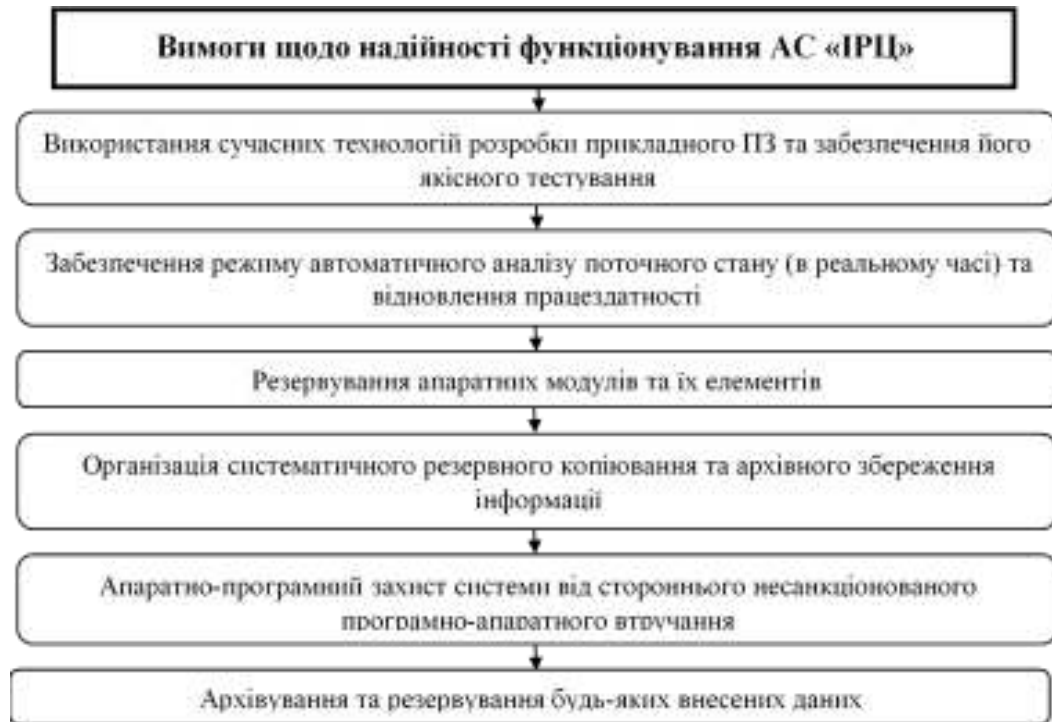 Вимоги щодо надійності функціонування АС «ІРЦ»
Використання сучасних технологій розробки прикладного ПЗ та забезпечення його
якісного тестування
Забезпечення режиму автоматичного аналізу поточного стану (в реальному часі) та
відновлення працездатності
Резервування апаратних модулів та їх елементів
Організація систематичного резервного копіювання та архівного збереження
інформації
Апаратно-програмний захист системи від стороннього несанкціонованого
програмно-апаратного втручання
Архівування та резервування будь-яких внесених даних